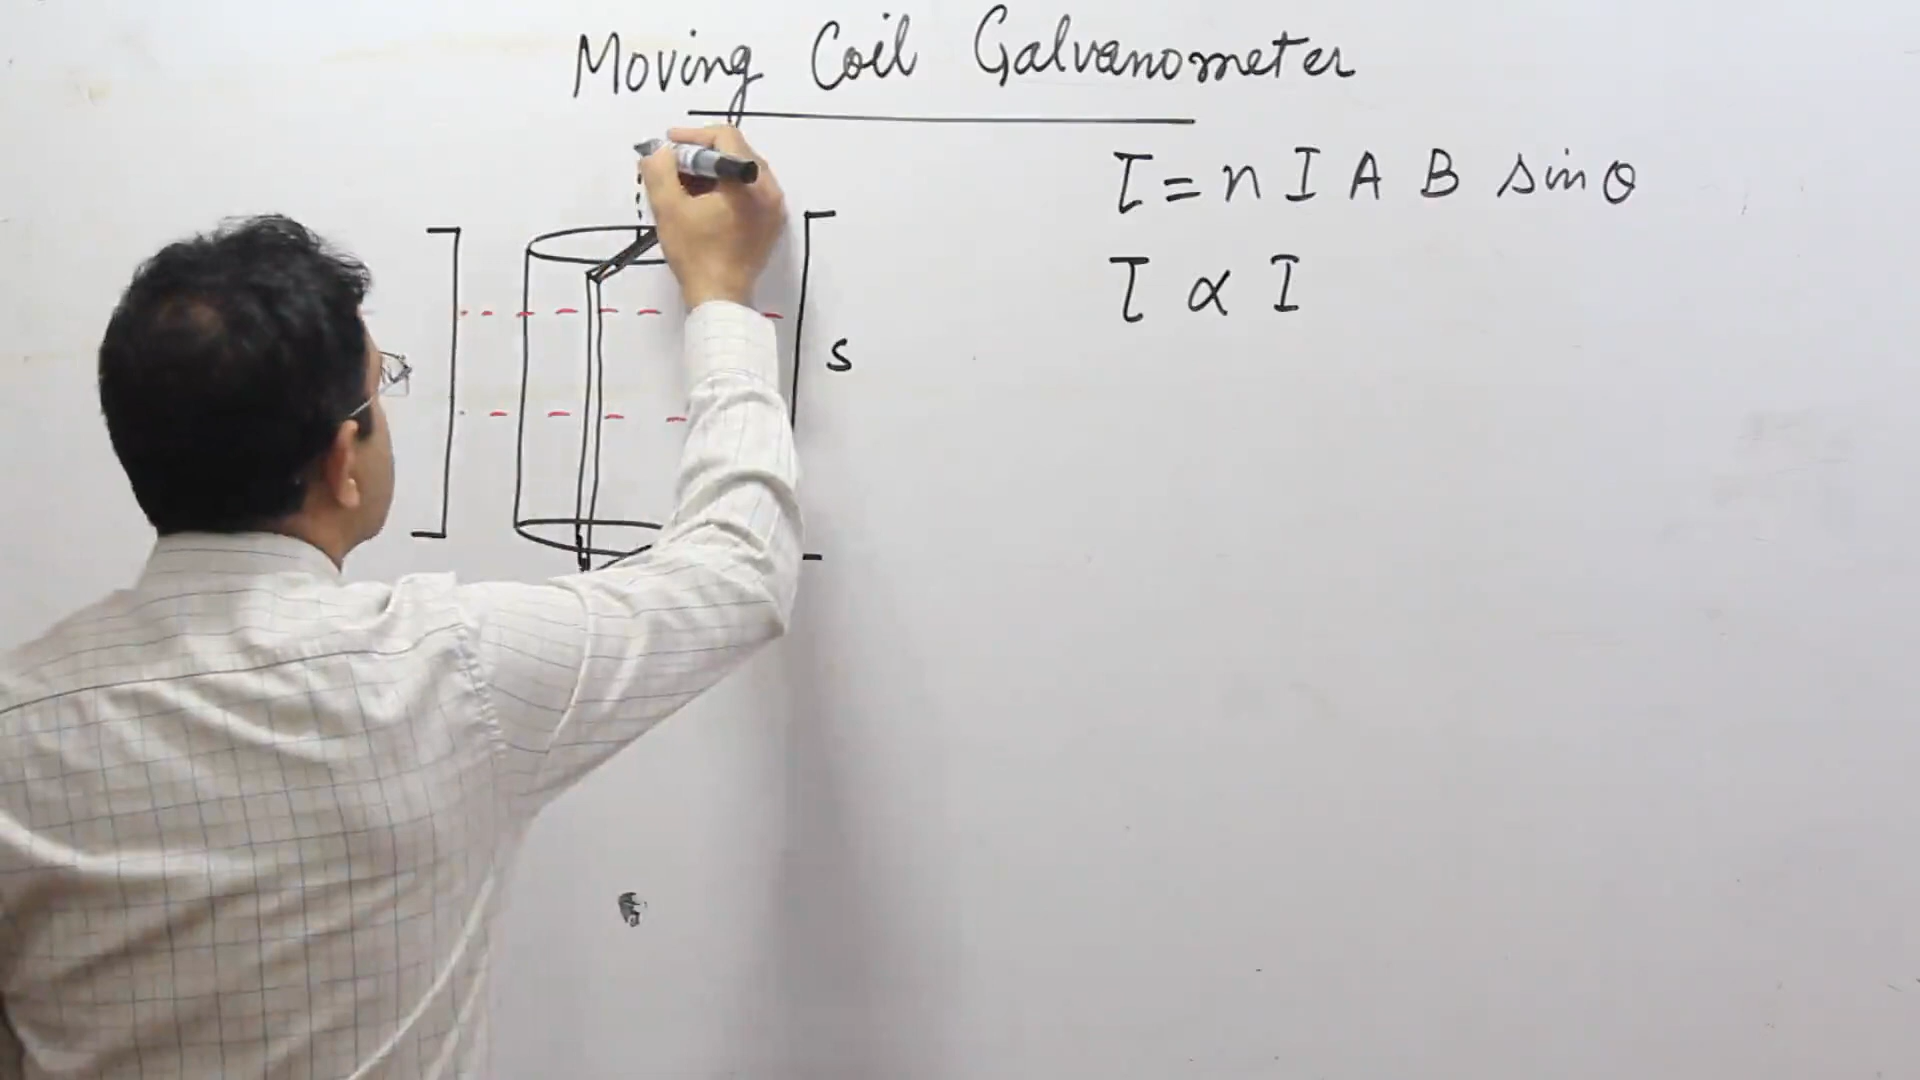 Moving Coil Galvanometer
τ = n I A B sin θ
τ ∝ I
S